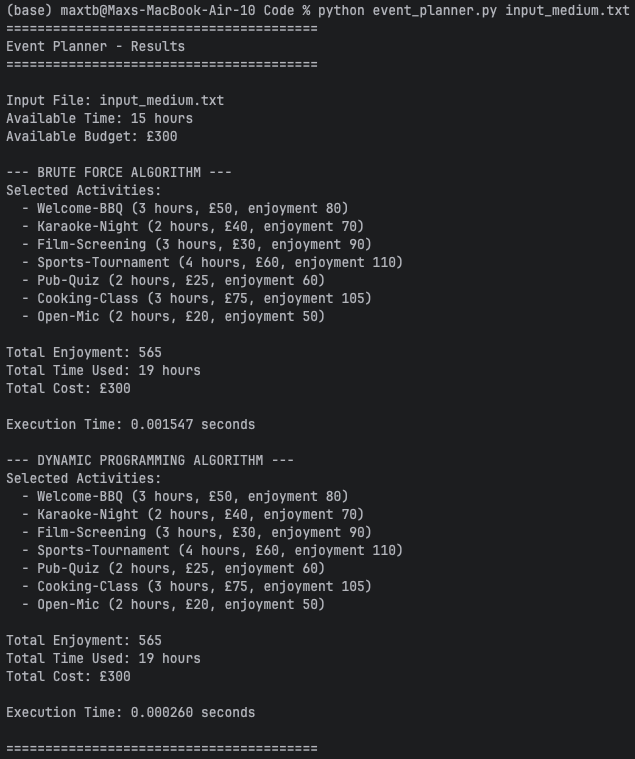 (base) maxtb@Maxs-MacBook-Air-10 Code % python event_planner.py input_medium.txt
========================================
Event Planner - Results
========================================
Input File: input_medium.txt
Available Time: 15 hours
Available Budget: £300
--- BRUTE FORCE ALGORITHM ---
Selected Activities:
  - Welcome-BBQ (3 hours, £50, enjoyment 80)
  - Karaoke-Night (2 hours, £40, enjoyment 70)
  - Film-Screening (3 hours, £30, enjoyment 90)
  - Sports-Tournament (4 hours, £60, enjoyment 110)
  - Pub-Quiz (2 hours, £25, enjoyment 60)
  - Cooking-Class (3 hours, £75, enjoyment 105)
  - Open-Mic (2 hours, £20, enjoyment 50)
Total Enjoyment: 565
Total Time Used: 19 hours
Total Cost: £300
Execution Time: 0.001547 seconds
--- DYNAMIC PROGRAMMING ALGORITHM ---
Selected Activities:
  - Welcome-BBQ (3 hours, £50, enjoyment 80)
  - Karaoke-Night (2 hours, £40, enjoyment 70)
  - Film-Screening (3 hours, £30, enjoyment 90)
  - Sports-Tournament (4 hours, £60, enjoyment 110)
  - Pub-Quiz (2 hours, £25, enjoyment 60)
  - Cooking-Class (3 hours, £75, enjoyment 105)
  - Open-Mic (2 hours, £20, enjoyment 50)
Total Enjoyment: 565
Total Time Used: 19 hours
Total Cost: £300
Execution Time: 0.000260 seconds
========================================